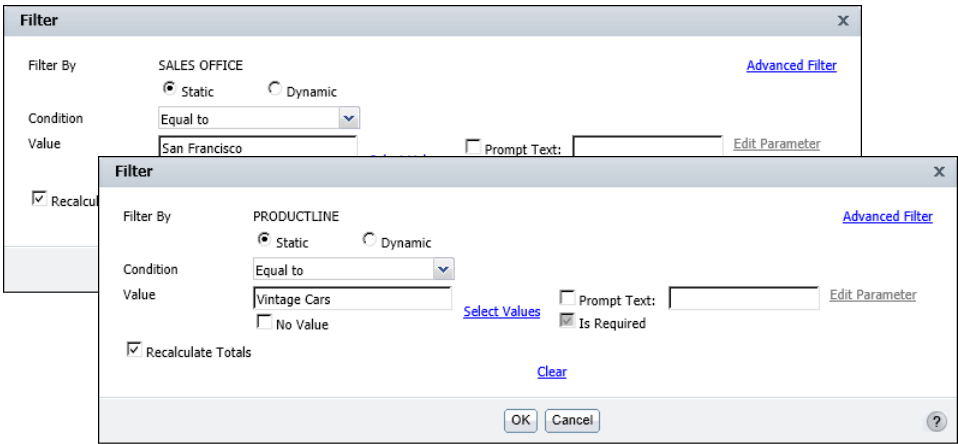 Filter x
Filter By SALES OFFICE Advanced Filter
Static Dynamic
Condition Equal to
Value San Francisco Prompt Text: Edit Parameter
Filter x
Filter By PRODUCTLINE Advanced Filter
Static Dynamic
Condition Equal to
Value Vintage Cars Prompt Text: Edit Parameter
No Value Select Values Is Required
Recalculate Totals
Clear
OK Cancel ?